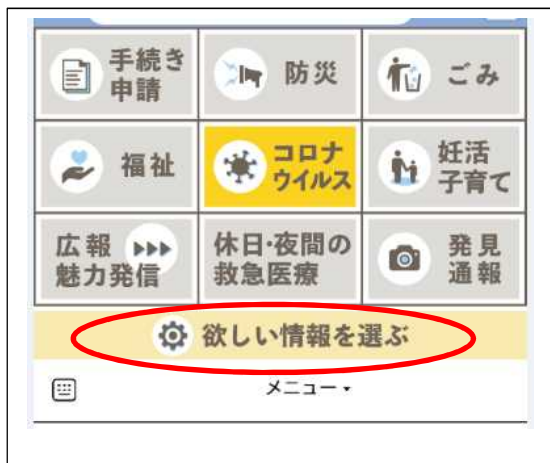 手続き
申請
防災
ごみ
福祉
コロナ
ウイルス
妊活
子育て
広報
魅力発信
休日・夜間の
救急医療
発見
通報
欲しい情報を選ぶ
メニュー